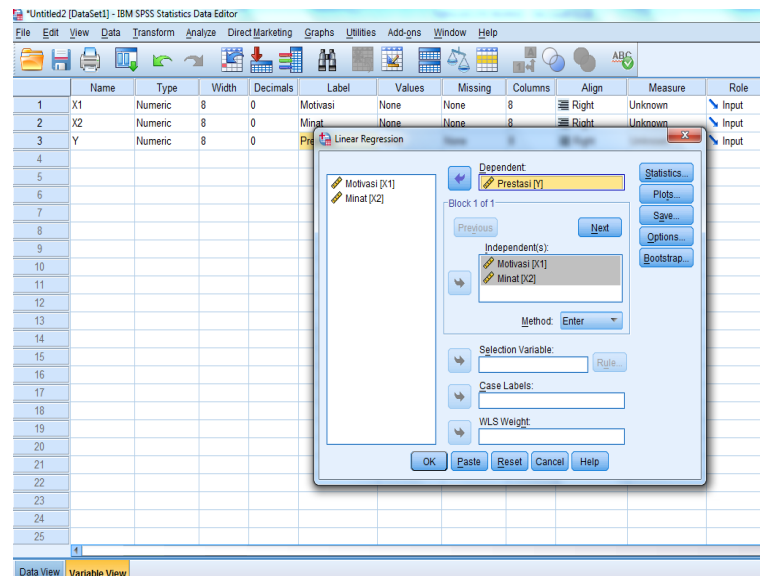 *Untitled2 [DataSet1] - IBM SPSS Statistics Data Editor
File Edit View Data Transform Analyze Direct Marketing Graphs Utilities Add-ons Window Help
Name Type Width Decimals Label Values Missing Columns Align Measure Role
1 X1 Numeric 8 0 Motivasi None None 8 Right Unknown Input
2 X2 Numeric 8 0 Minat None None 8 Right Unknown Input
3 Y Numeric 8 0 Pre Input
Linear Regression
Motivasi [X1]
Minat [X2]
Dependent:
Prestasi [Y]
Block 1 of 1
Previous Next
Independent(s):
Motivasi [X1]
Minat [X2]
Method: Enter
Selection Variable:
Rule...
Case Labels:
WLS Weight:
Statistics...
Plots...
Save...
Options...
Bootstrap...
OK Paste Reset Cancel Help
4
5
6
7
8
9
10
11
12
13
14
15
16
17
18
19
20
21
22
23
24
25
Data View Variable View